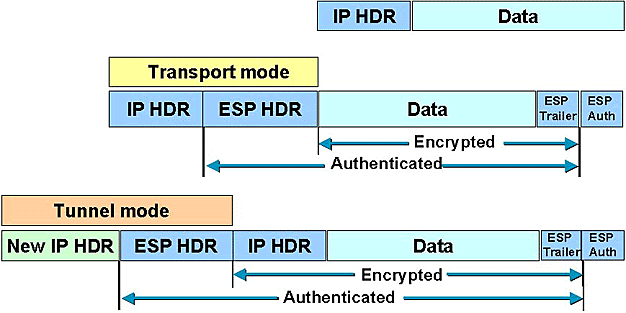 IP HDR Data
Transport mode
IP HDR ESP HDR Data ESP Trailer ESP Auth
Encrypted
Authenticated
Tunnel mode
New IP HDR ESP HDR IP HDR Data ESP Trailer ESP Auth
Encrypted
Authenticated